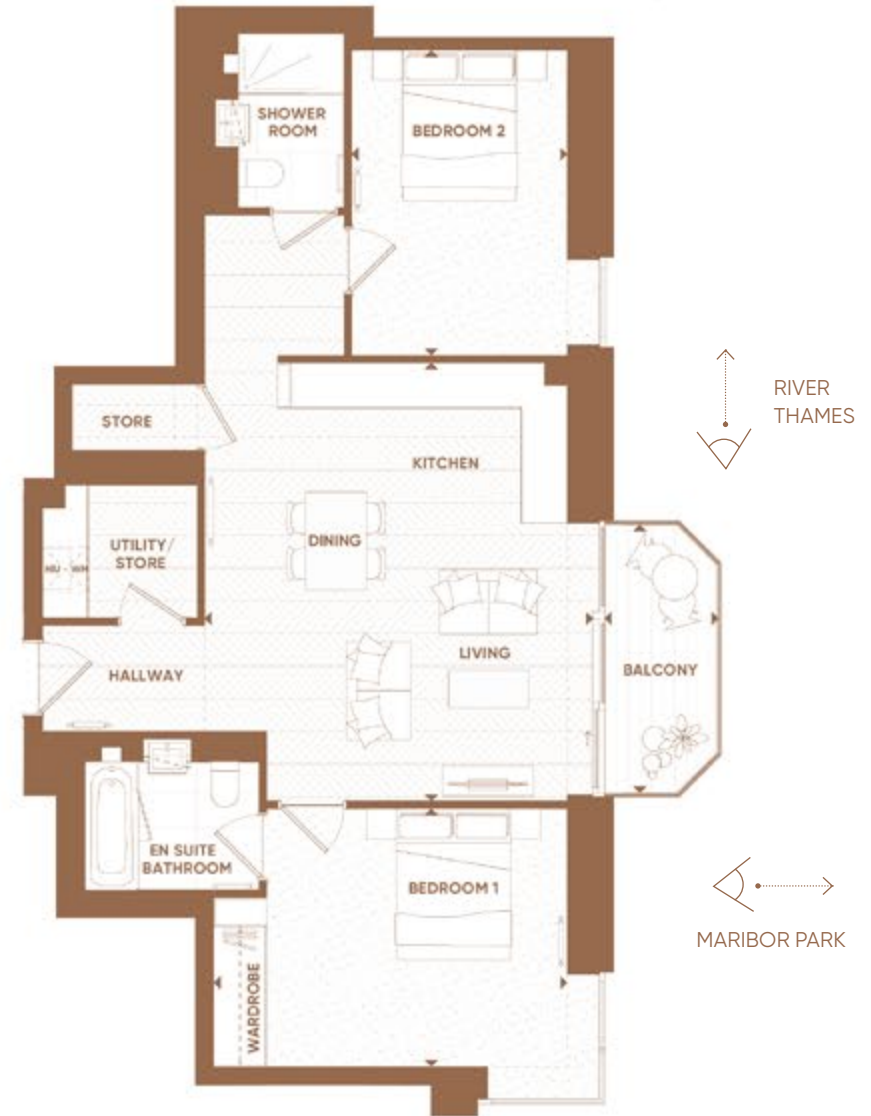 SHOWER
ROOM
BEDROOM 2
RIVER
THAMES
STORE
KITCHEN
DINING
UTILITY/
STORE
LIVING
BALCONY
HALLWAY
EN SUITE
BATHROOM
BEDROOM 1
MARIBOR PARK
WARDROBE